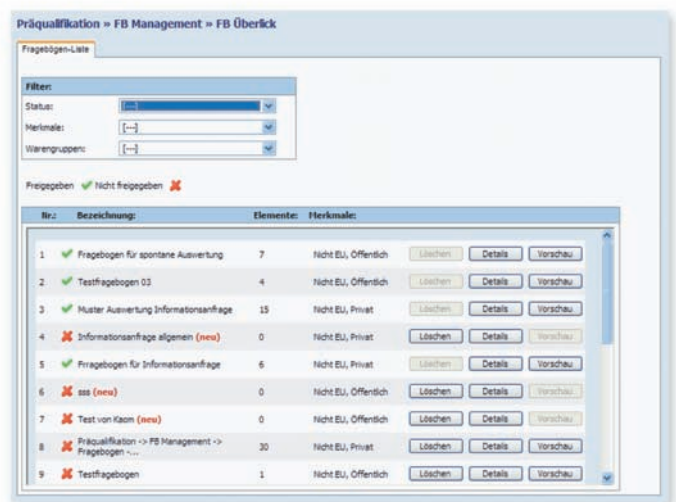 Präqualifikation » FB Management » FB Überlick
Fragebögen-Liste
Filter:
Status: [---]
Merkmale: [---]
Warengruppen: [---]
Freigegeben Nicht freigegeben
Nr.: Bezeichnung: Elemente: Merkmale:
1 Fragebogen für spontane Auswertung 7 Nicht EU, Öffentlich Löschen Details Vorschau
2 Testfragebogen 03 4 Nicht EU, Öffentlich Löschen Details Vorschau
3 Muster Auswertung Informationsanfrage 15 Nicht EU, Privat Löschen Details Vorschau
4 Informationsanfrage allgemein (neu) 0 Nicht EU, Privat Löschen Details Vorschau
5 Frragebogen für Informationsanfrage 6 Nicht EU, Privat Löschen Details Vorschau
6 sss (neu) 0 Nicht EU, Öffentlich Löschen Details Vorschau
7 Test von Kaom (neu) 0 Nicht EU, Öffentlich Löschen Details Vorschau
8 Präqualifikation -> FB Management -> Fragebogen -... 30 Nicht EU, Privat Löschen Details Vorschau
9 Testfragebogen 1 Nicht EU, Öffentlich Löschen Details Vorschau